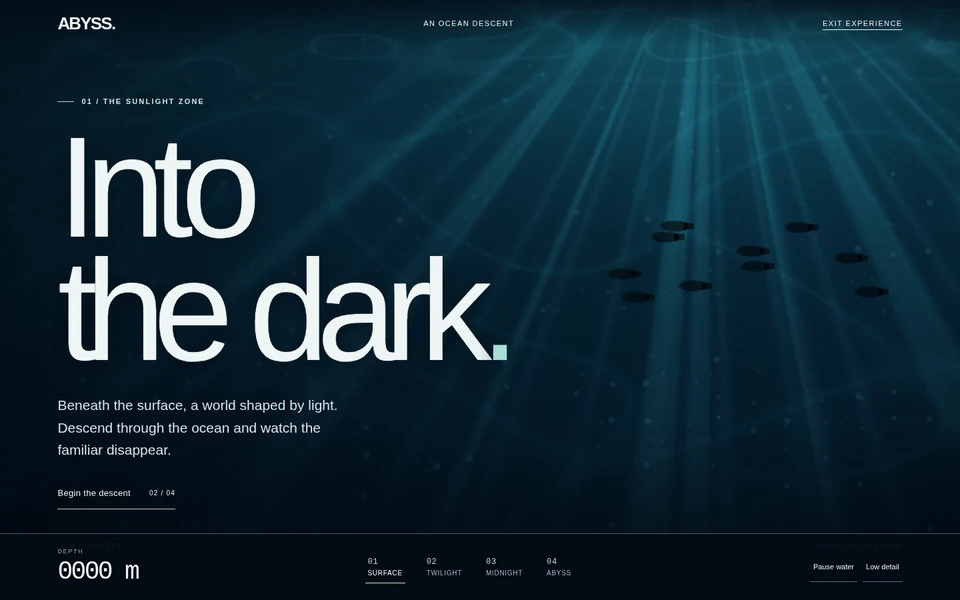 ABYSS.
AN OCEAN DESCENT
EXIT EXPERIENCE
01 / THE SUNLIGHT ZONE
Into
the dark.
Beneath the surface, a world shaped by light.
Descend through the ocean and watch the
familiar disappear.
Begin the descent 02 / 04
DEPTH
0000 m
01
SURFACE
02
TWILIGHT
03
MIDNIGHT
04
ABYSS
Pause water
Low detail